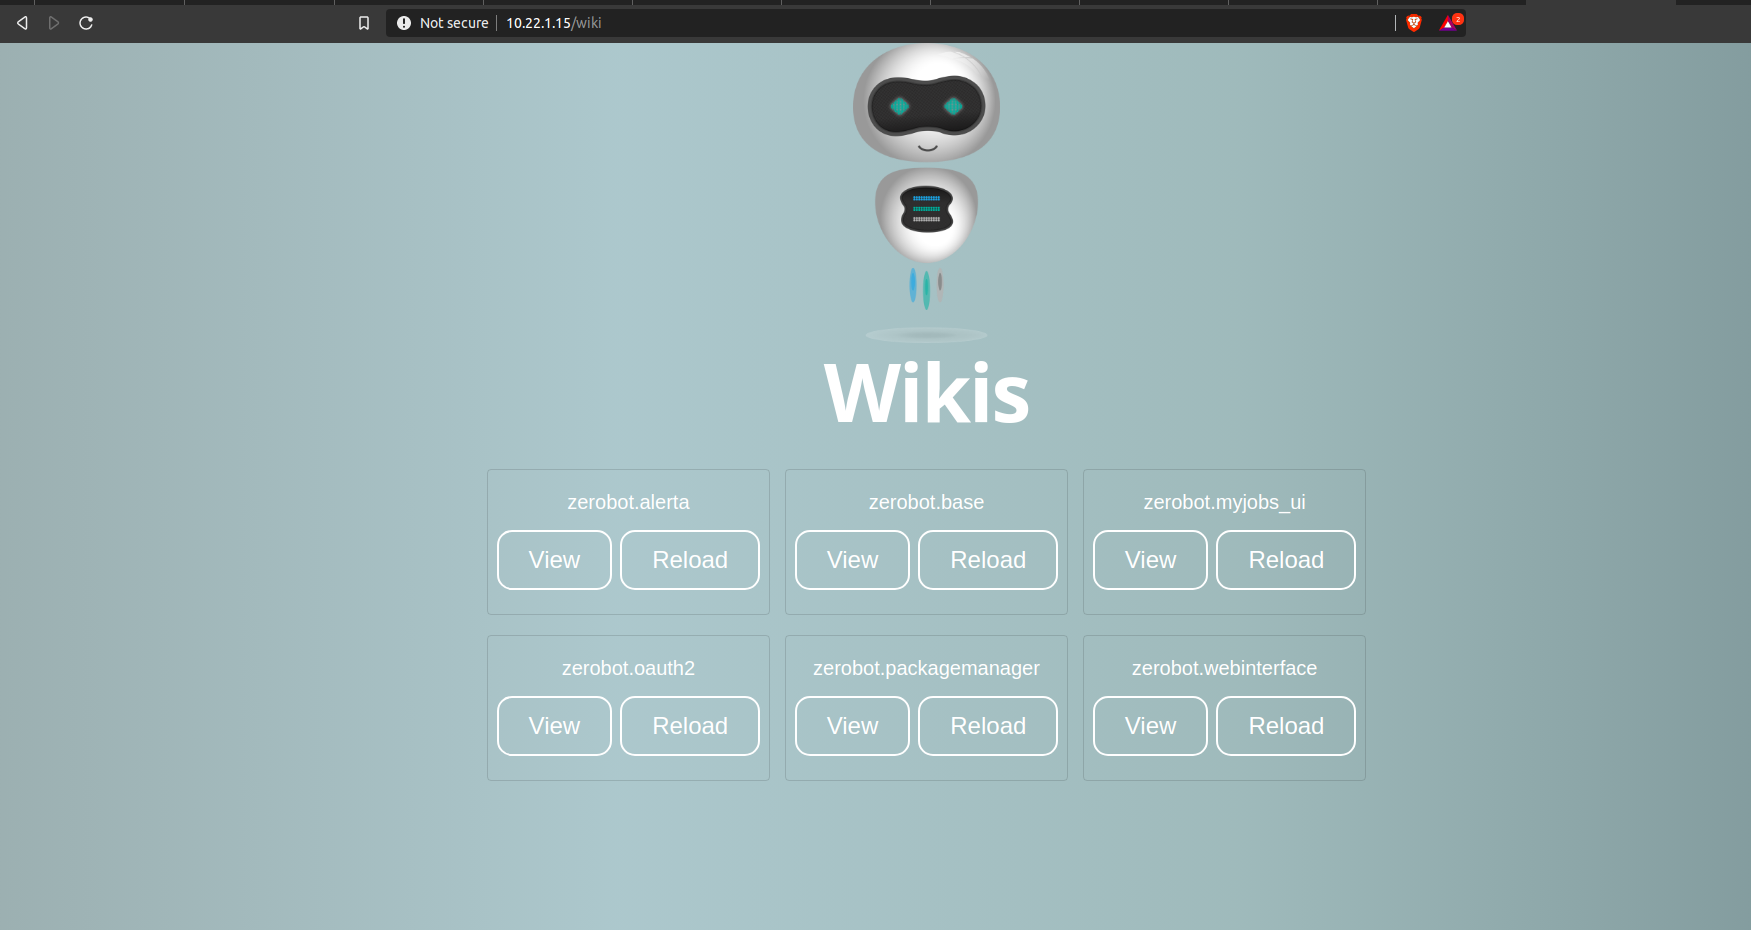 Not secure 10.22.1.15/wiki 2
Wikis
zerobot.alerta zerobot.base zerobot.myjobs_ui
View Reload View Reload View Reload
zerobot.oauth2 zerobot.packagemanager zerobot.webinterface
View Reload View Reload View Reload